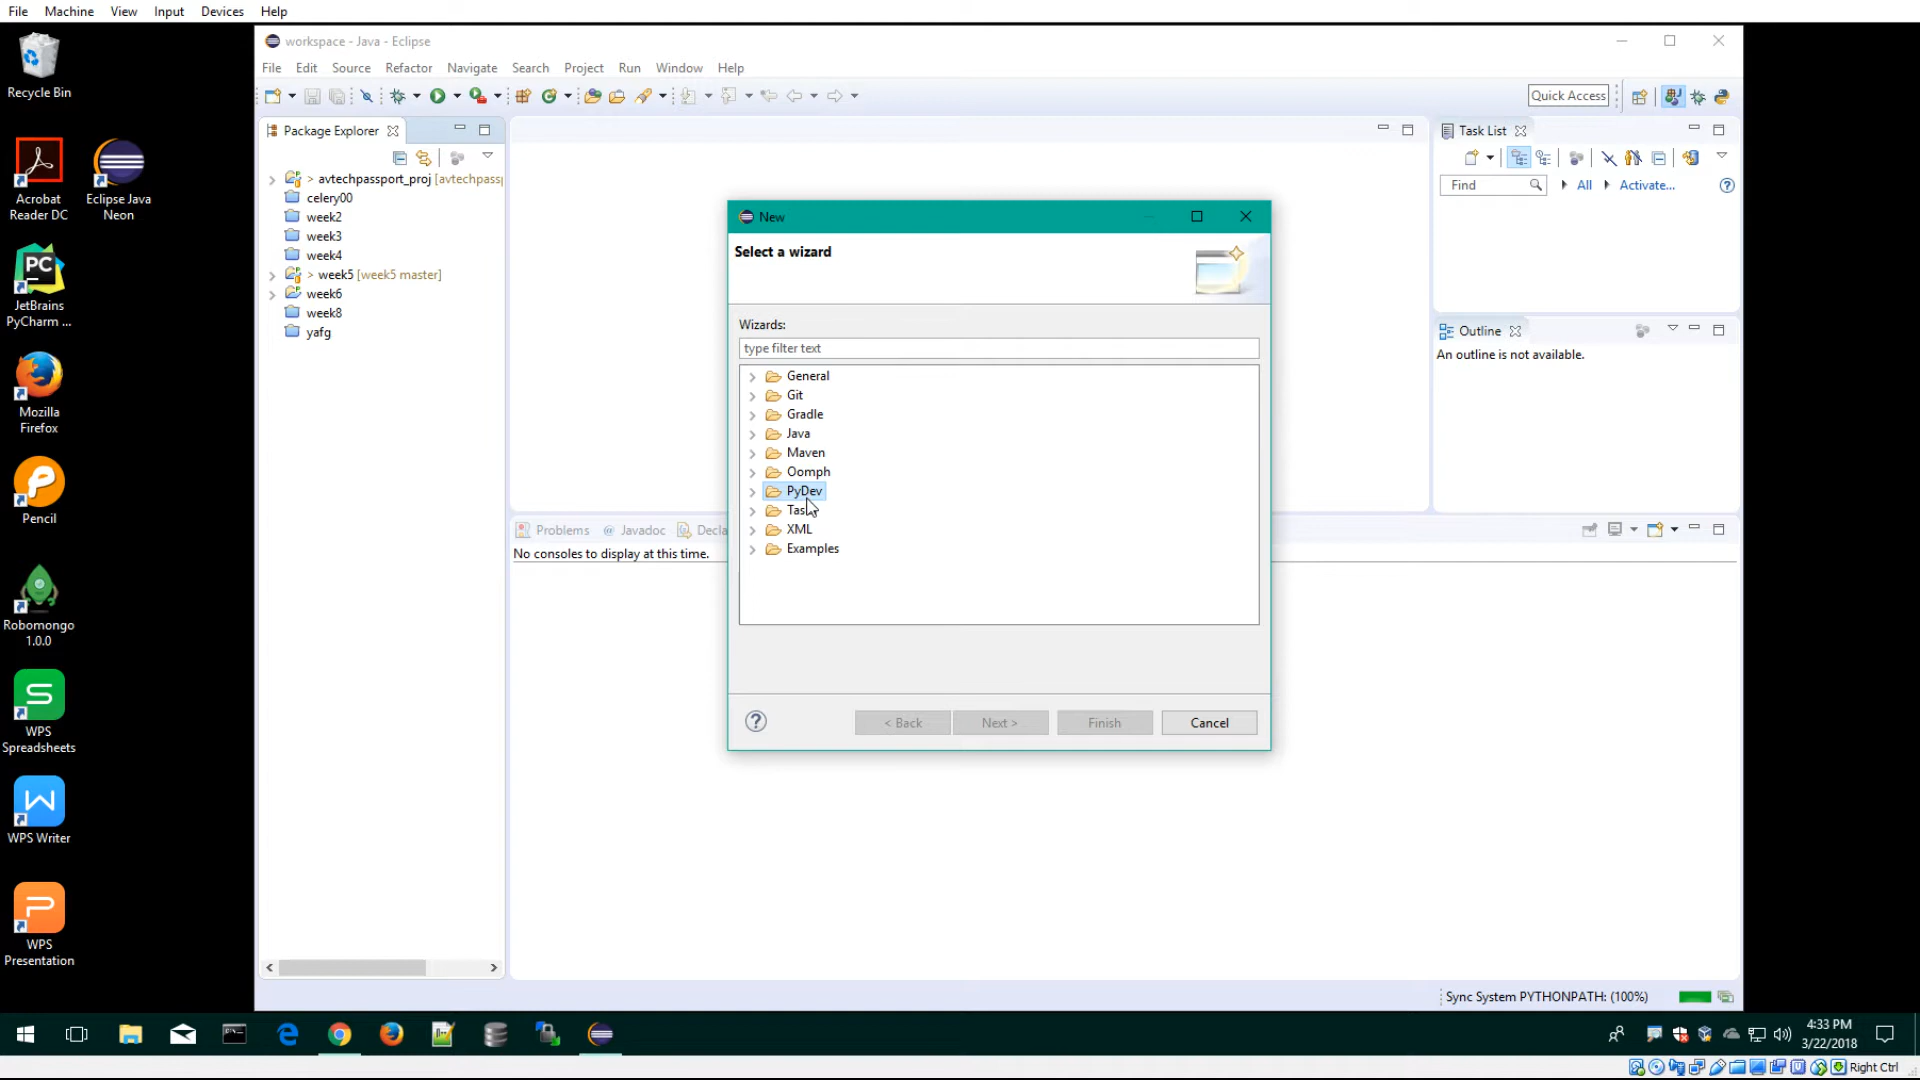 File Machine View Input Devices Help
workspace - Java - Eclipse
File Edit Source Refactor Navigate Search Project Run Window Help
Quick Access
Recycle Bin
Acrobat
Reader DC
Eclipse Java
Neon
JetBrains
PyCharm ...
Mozilla
Firefox
Pencil
Robomongo
1.0.0
WPS
Spreadsheets
WPS Writer
WPS
Presentation
Package Explorer
> avtechpassport_proj [avtechpass
celery00
week2
week3
week4
> week5 [week5 master]
week6
week8
yafg
New
Select a wizard
Wizards:
type filter text
General
Git
Gradle
Java
Maven
Oomph
PyDev
XML
Examples
< Back
Next >
Finish
Cancel
Problems @ Javadoc Decla
No consoles to display at this time.
Task List
Find
All
Activate...
Outline
An outline is not available.
Sync System PYTHONPATH: (100%)
4:33 PM
3/22/2018
Right Ctrl